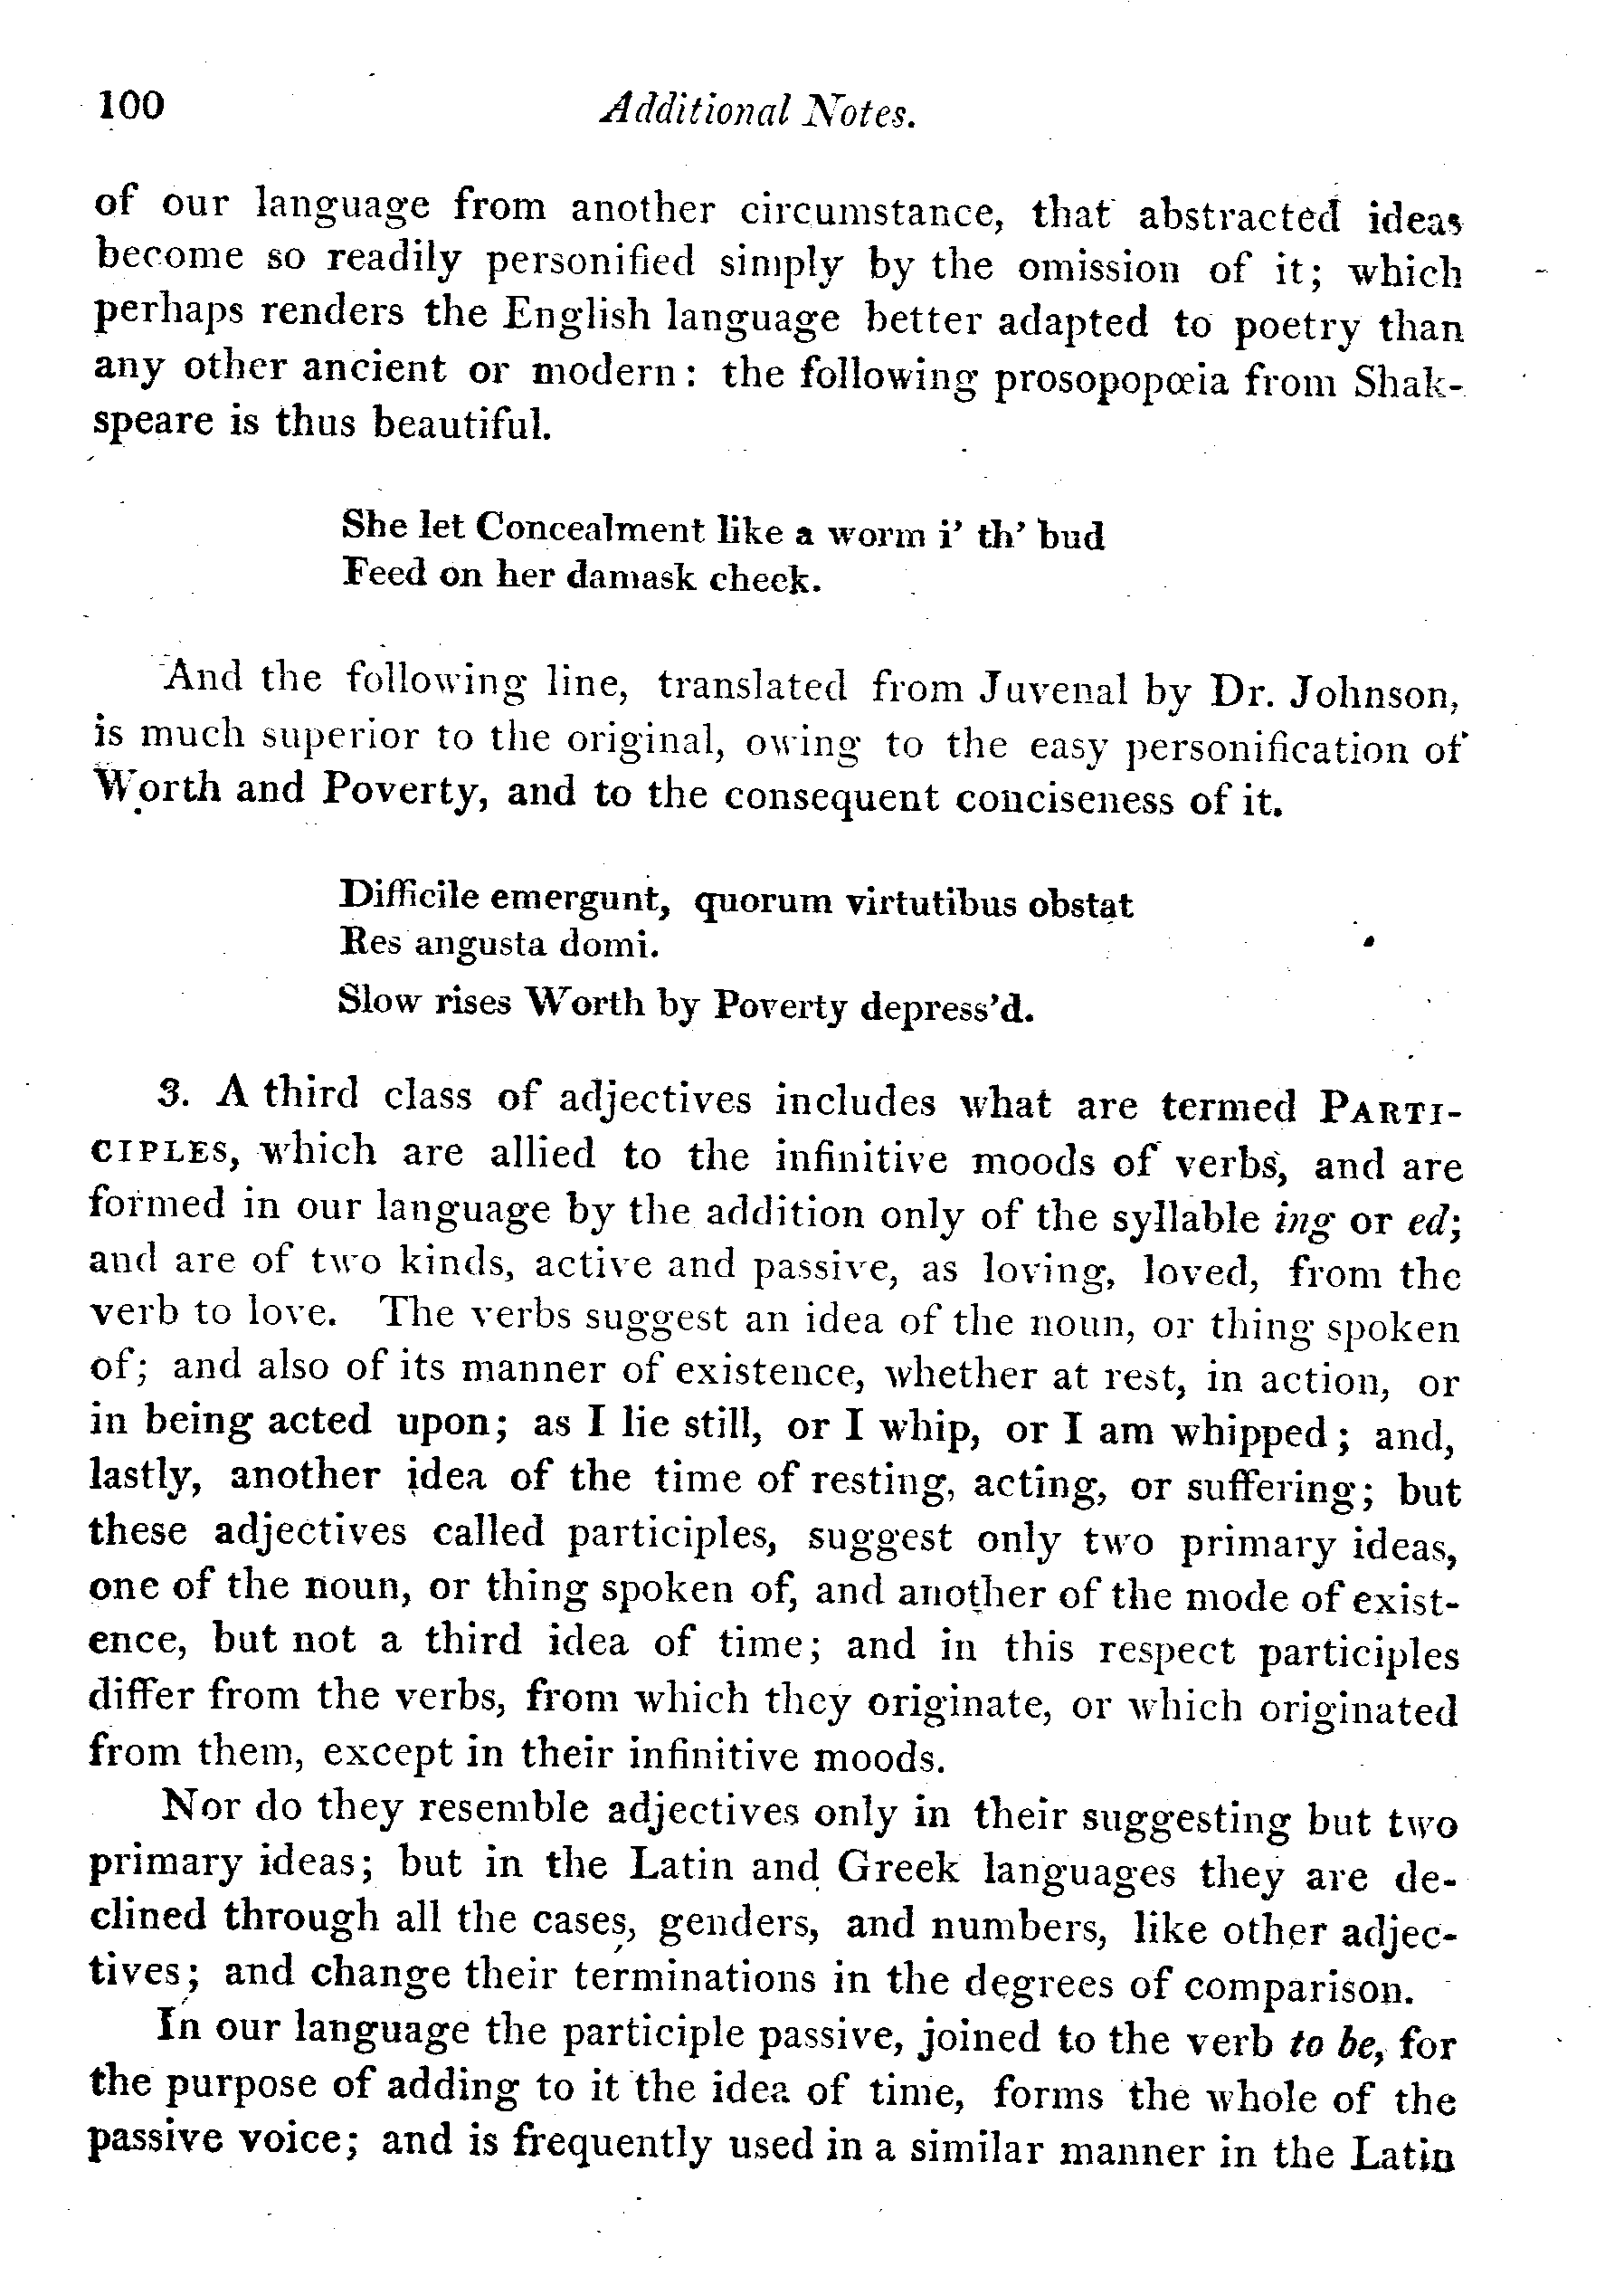 100 Additional Notes.
of our language from another circumstance, that abstracted ideas
become so readily personified simply by the omission of it; which
perhaps renders the English language better adapted to poetry than
any other ancient or modern: the following prosopopœia from Shak-
speare is thus beautiful.
She let Concealment like a worm i' th' bud
Feed on her damask cheek.
And the following line, translated from Juvenal by Dr. Johnson,
is much superior to the original, owing to the easy personification of
Worth and Poverty, and to the consequent conciseness of it.
Difficile emergunt, quorum virtutibus obstat
Res angusta domi.
Slow rises Worth by Poverty depress'd.
3. A third class of adjectives includes what are termed PARTI-
CIPLES, which are allied to the infinitive moods of verbs, and are
formed in our language by the addition only of the syllable ing or ed;
and are of two kinds, active and passive, as loving, loved, from the
verb to love. The verbs suggest an idea of the noun, or thing spoken
of; and also of its manner of existence, whether at rest, in action, or
in being acted upon; as I lie still, or I whip, or I am whipped; and,
lastly, another idea of the time of resting, acting, or suffering; but
these adjectives called participles, suggest only two primary ideas,
one of the noun, or thing spoken of, and another of the mode of exist-
ence, but not a third idea of time; and in this respect participles
differ from the verbs, from which they originate, or which originated
from them, except in their infinitive moods.
Nor do they resemble adjectives only in their suggesting but two
primary ideas; but in the Latin and Greek languages they are de-
clined through all the cases, genders, and numbers, like other adjec-
tives; and change their terminations in the degrees of comparison.
In our language the participle passive, joined to the verb to be, for
the purpose of adding to it the idea of time, forms the whole of the
passive voice; and is frequently used in a similar manner in the Latin